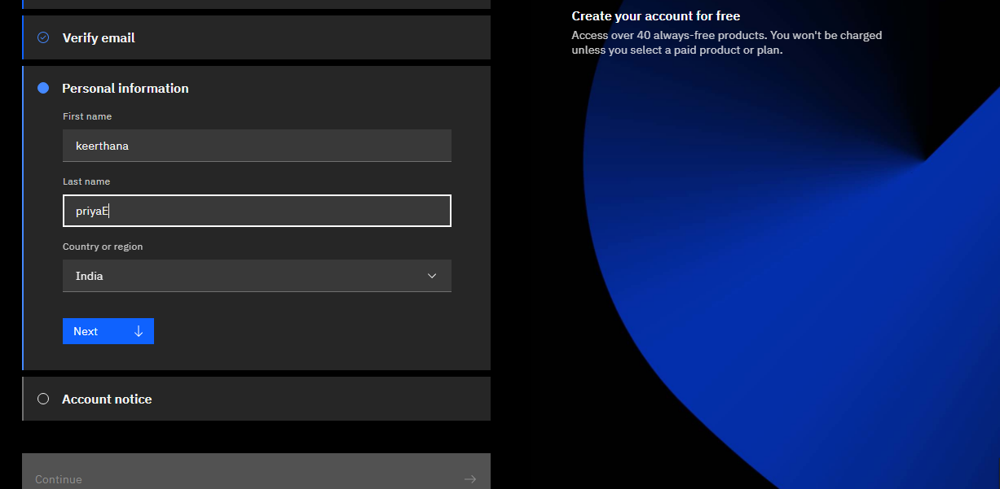 Verify email
Personal information
First name
keerthana
Last name
priyaE
Country or region
India
Next
Account notice
Continue
Create your account for free
Access over 40 always-free products. You won't be charged
unless you select a paid product or plan.